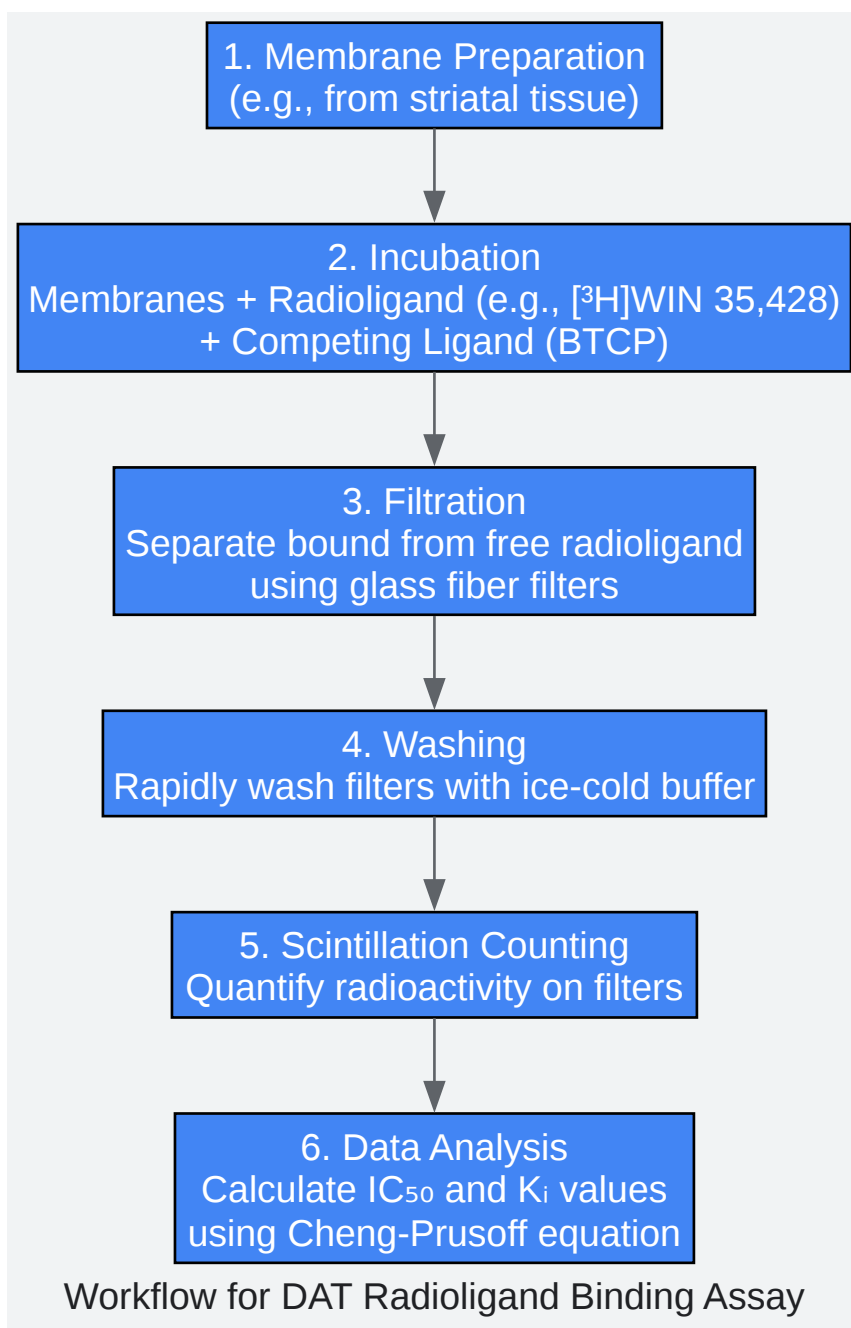 1. Membrane Preparation
(e.g., from striatal tissue)
2. Incubation
Membranes + Radioligand (e.g., [³H]WIN 35,428)
+ Competing Ligand (BTCP)
3. Filtration
Separate bound from free radioligand
using glass fiber filters
4. Washing
Rapidly wash filters with ice-cold buffer
5. Scintillation Counting
Quantify radioactivity on filters
6. Data Analysis
Calculate IC₅₀ and Kᵢ values
using Cheng-Prusoff equation
Workflow for DAT Radioligand Binding Assay